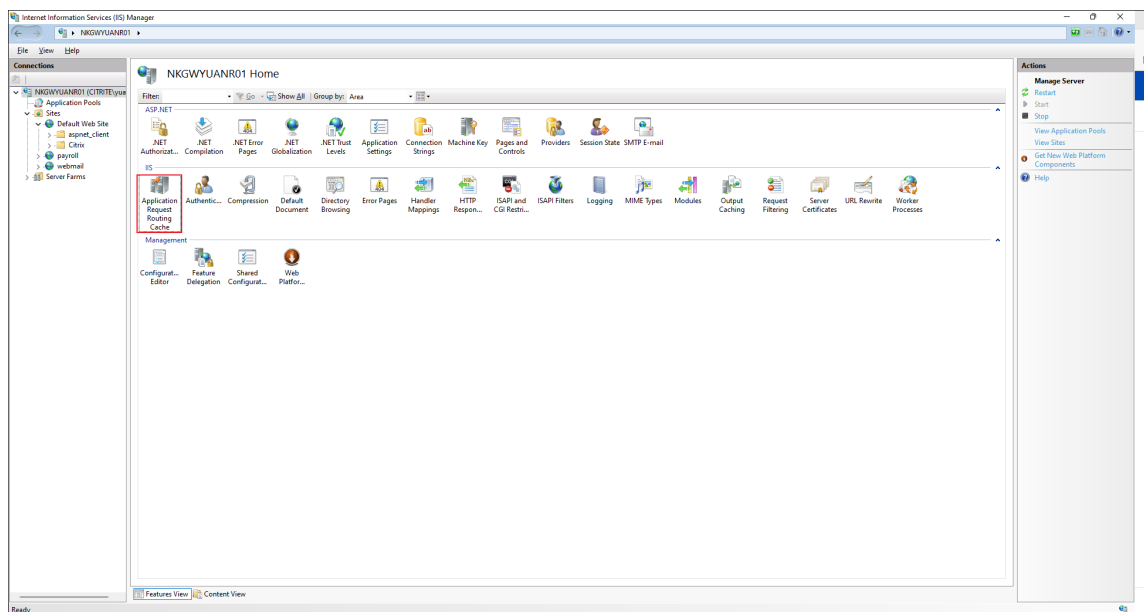 Internet Information Services (IIS) Manager
NKGWYUANR01
File View Help
Connections
NKGWYUANR01 (CITRITE\yua
Application Pools
Sites
Default Web Site
aspnet_client
Citrix
payroll
webmail
Server Farms
NKGWYUANR01 Home
Filter: Go Show All Group by: Area
ASP.NET
.NET Authorizat...
.NET Compilation
.NET Error Pages
.NET Globalization
.NET Trust Levels
Application Settings
Connection Strings
Machine Key
Pages and Controls
Providers
Session State
SMTP E-mail
IIS
Application Request Routing Cache
Authentic...
Compression
Default Document
Directory Browsing
Error Pages
Handler Mappings
HTTP Respon...
ISAPI and CGI Restri...
ISAPI Filters
Logging
MIME Types
Modules
Output Caching
Request Filtering
Server Certificates
URL Rewrite
Worker Processes
Management
Configurat... Editor
Feature Delegation
Shared Configurat...
Web Platfor...
Features View Content View
Actions
Manage Server
Restart
Start
Stop
View Application Pools
View Sites
Get New Web Platform
Components
Help
Ready